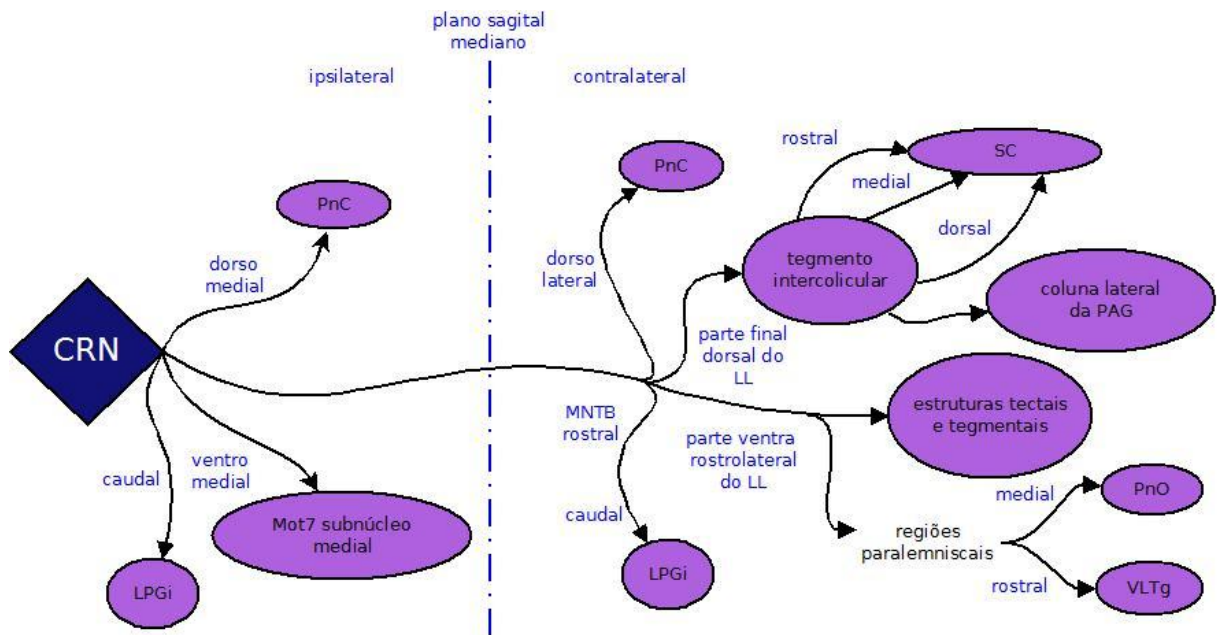 plano sagital
mediano
ipsilateral
contralateral
PnC
dorso
medial
CRN
caudal
ventro
medial
Mot7 subnúcleo
medial
LPGi
PnC
dorso
lateral
rostral
SC
medial
dorsal
tegmento
intercolicular
coluna lateral
da PAG
parte final
dorsal do
LL
MNTB
rostral
caudal
LPGi
parte ventra
rostrolateral
do LL
estruturas tectais
e tegmentais
regiões
paralemniscais
medial
PnO
rostral
VLTg